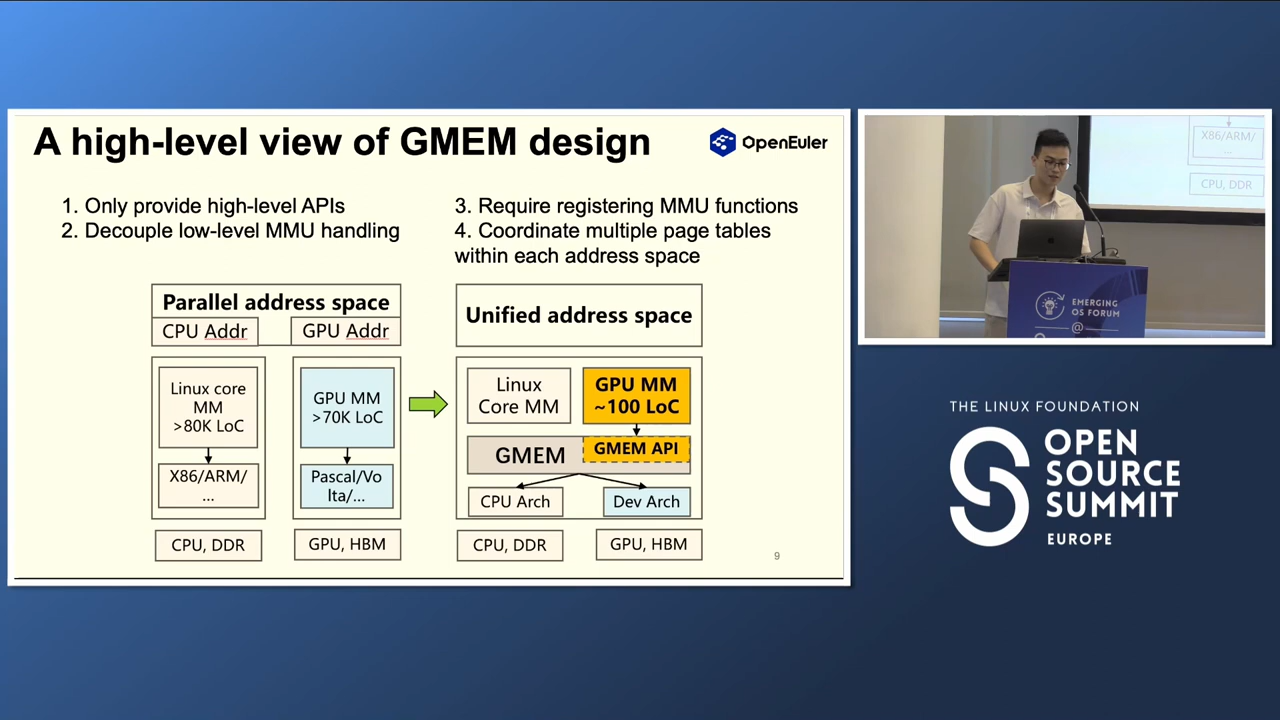 A high-level view of GMEM design
OpenEuler
1. Only provide high-level APIs
2. Decouple low-level MMU handling
3. Require registering MMU functions
4. Coordinate multiple page tables
within each address space
Parallel address space
CPU Addr
GPU Addr
Linux core
MM
>80K LoC
GPU MM
>70K LoC
X86/ARM/
...
Pascal/Vo
lta/...
CPU, DDR
GPU, HBM
Unified address space
Linux
Core MM
GPU MM
~100 LoC
GMEM
GMEM API
CPU Arch
Dev Arch
CPU, DDR
GPU, HBM
9
X86/ARM/
...
CPU, DDR
EMERGING
OS FORUM
@
THE LINUX FOUNDATION
OPEN
SOURCE
SUMMIT
EUROPE